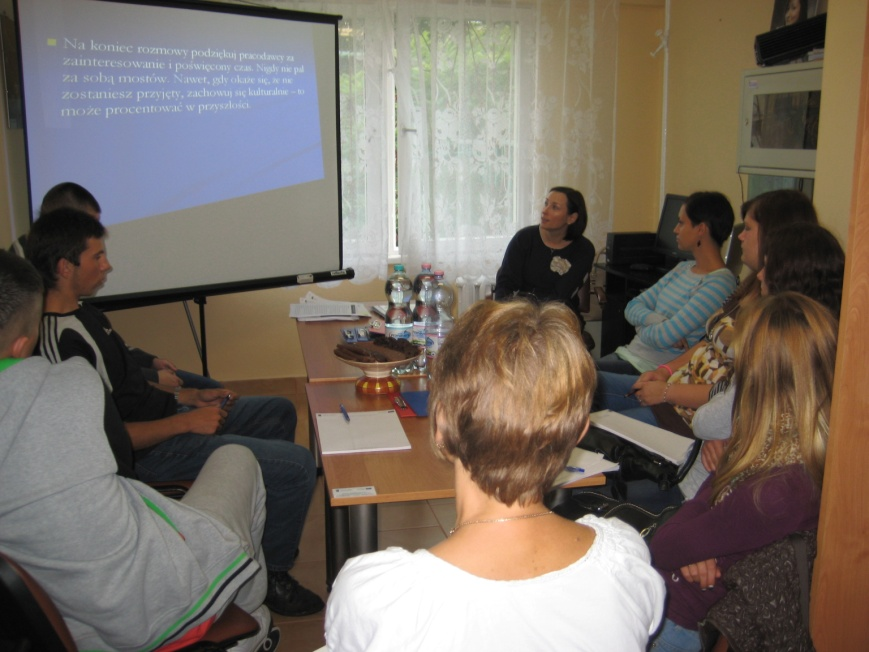 Na koniec rozmowy podziękuj pracodawcy za
zainteresowanie i poświęcony czas. Nigdy nie pal
za sobą mostów. Nawet, gdy okaże się, że nie
zostaniesz przyjęty, zachowuj się kulturalnie – to
może procentować w przyszłości.